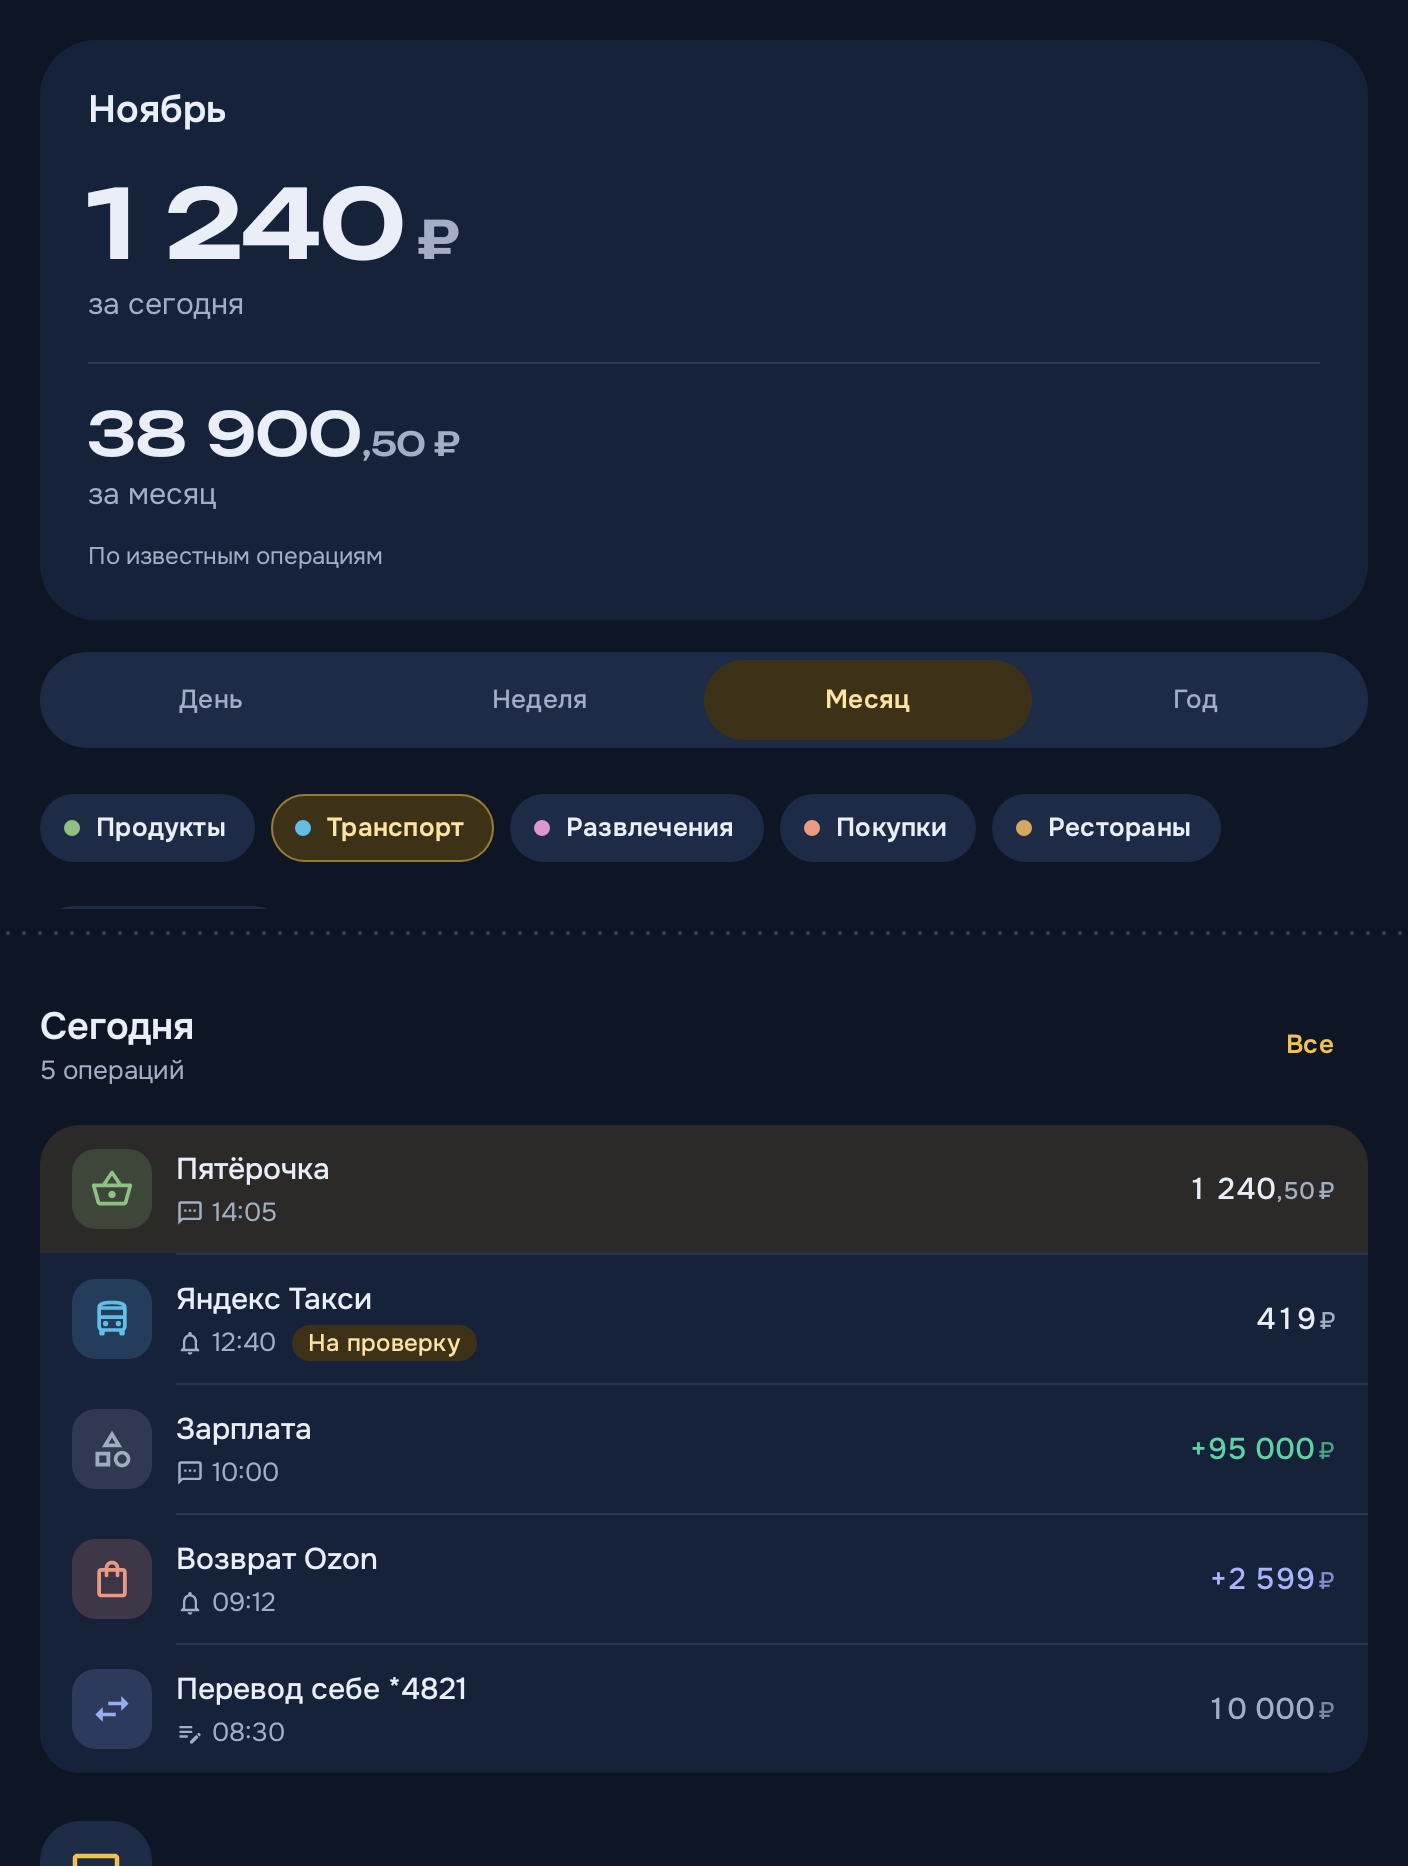 Ноябрь
1 240 ₽
за сегодня
38 900,50 ₽
за месяц
По известным операциям
День Неделя Месяц Год
Продукты Транспорт Развлечения Покупки Рестораны
Сегодня
5 операций
Все
Пятёрочка
14:05
1 240,50 ₽
Яндекс Такси
12:40 На проверку
419 ₽
Зарплата
10:00
+95 000 ₽
Возврат Ozon
09:12
+2 599 ₽
Перевод себе *4821
08:30
10 000 ₽